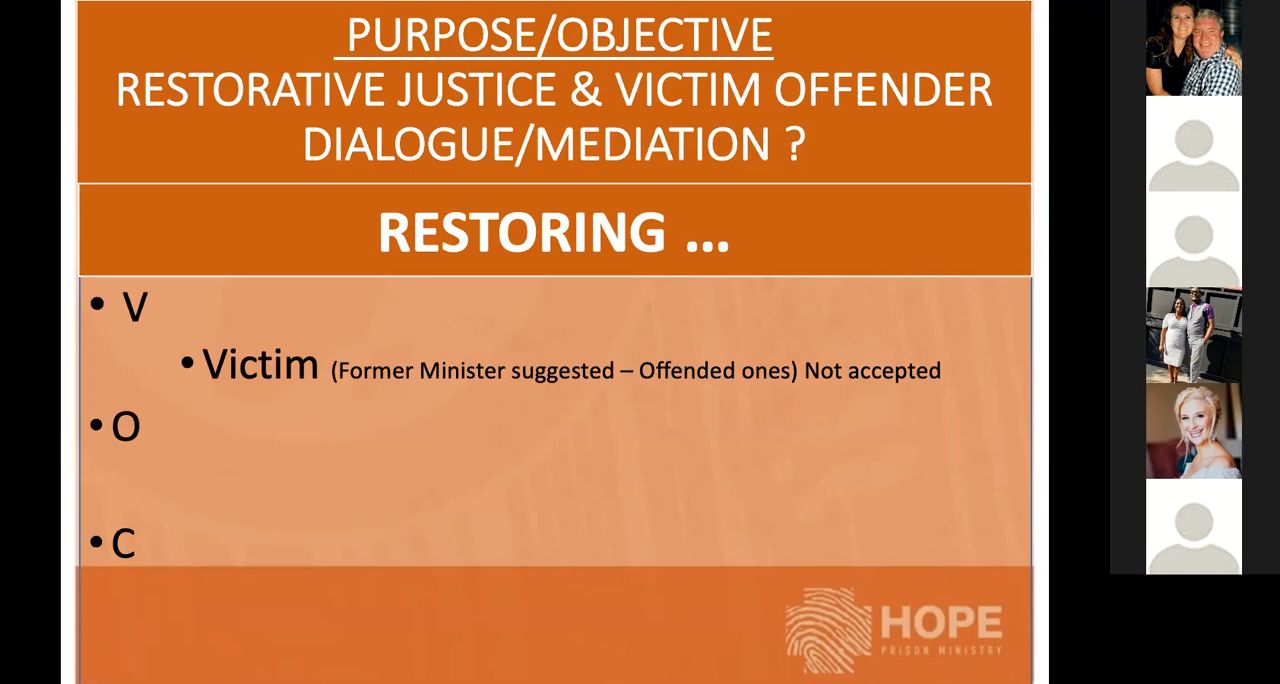 PURPOSE/OBJECTIVE
RESTORATIVE JUSTICE & VICTIM OFFENDER
DIALOGUE/MEDIATION ?
RESTORING ...
• V
• Victim (Former Minister suggested – Offended ones) Not accepted
• O
• C
HOPE
PRISON MINISTRY